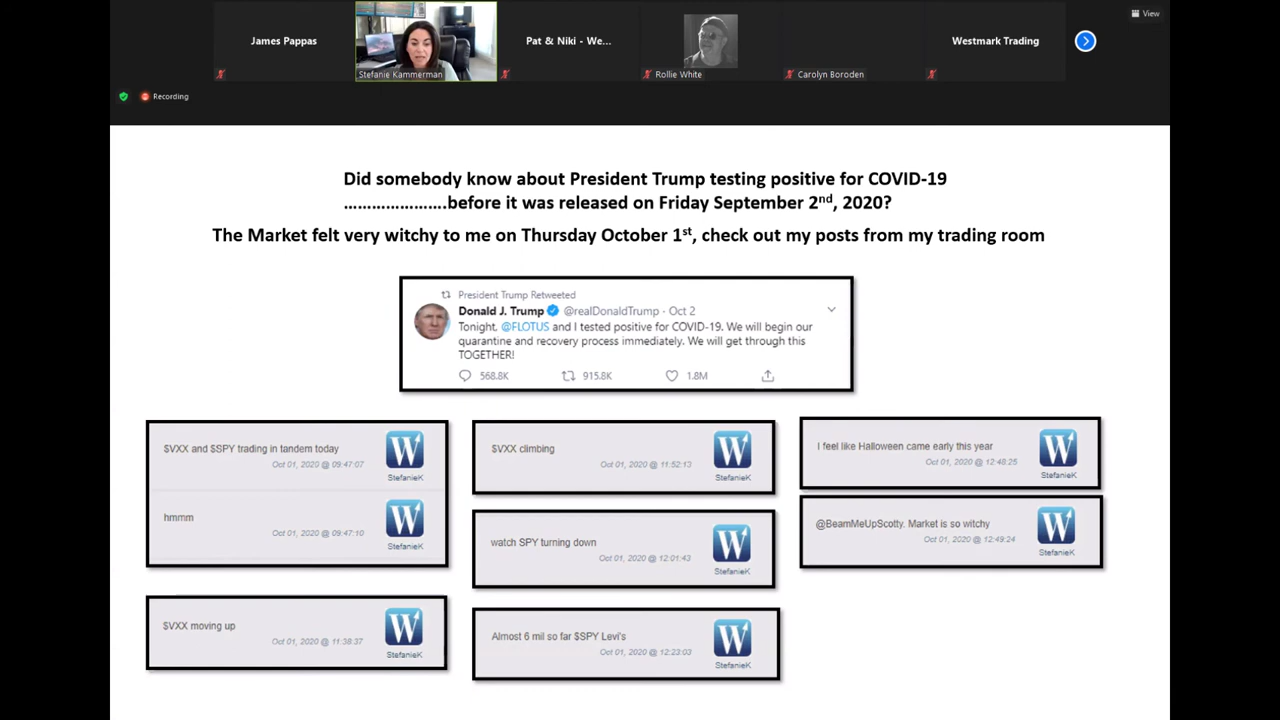 View
James Pappas
Stefanie Kammerman
Pat & Niki - We...
Rollie White
Carolyn Boroden
Westmark Trading
Recording
Did somebody know about President Trump testing positive for COVID-19
.......................before it was released on Friday September 2nd, 2020?
The Market felt very witchy to me on Thursday October 1st, check out my posts from my trading room
President Trump Retweeted
Donald J. Trump @realDonaldTrump · Oct 2
Tonight, @FLOTUS and I tested positive for COVID-19. We will begin our
quarantine and recovery process immediately. We will get through this
TOGETHER!
568.8K 915.8K 1.8M
$VXX and $SPY trading in tandem today
Oct 01, 2020 @ 09:47:07
W
StefanieK
hmmm
Oct 01, 2020 @ 09:47:10
W
StefanieK
$VXX moving up
Oct 01, 2020 @ 11:38:37
W
StefanieK
$VXX climbing
Oct 01, 2020 @ 11:52:13
W
StefanieK
watch SPY turning down
Oct 01, 2020 @ 12:01:43
W
StefanieK
Almost 6 mil so far $SPY Levi's
Oct 01, 2020 @ 12:23:03
W
StefanieK
I feel like Halloween came early this year
Oct 01, 2020 @ 12:48:25
W
StefanieK
@BeamMeUpScotty. Market is so witchy
Oct 01, 2020 @ 12:49:24
W
StefanieK